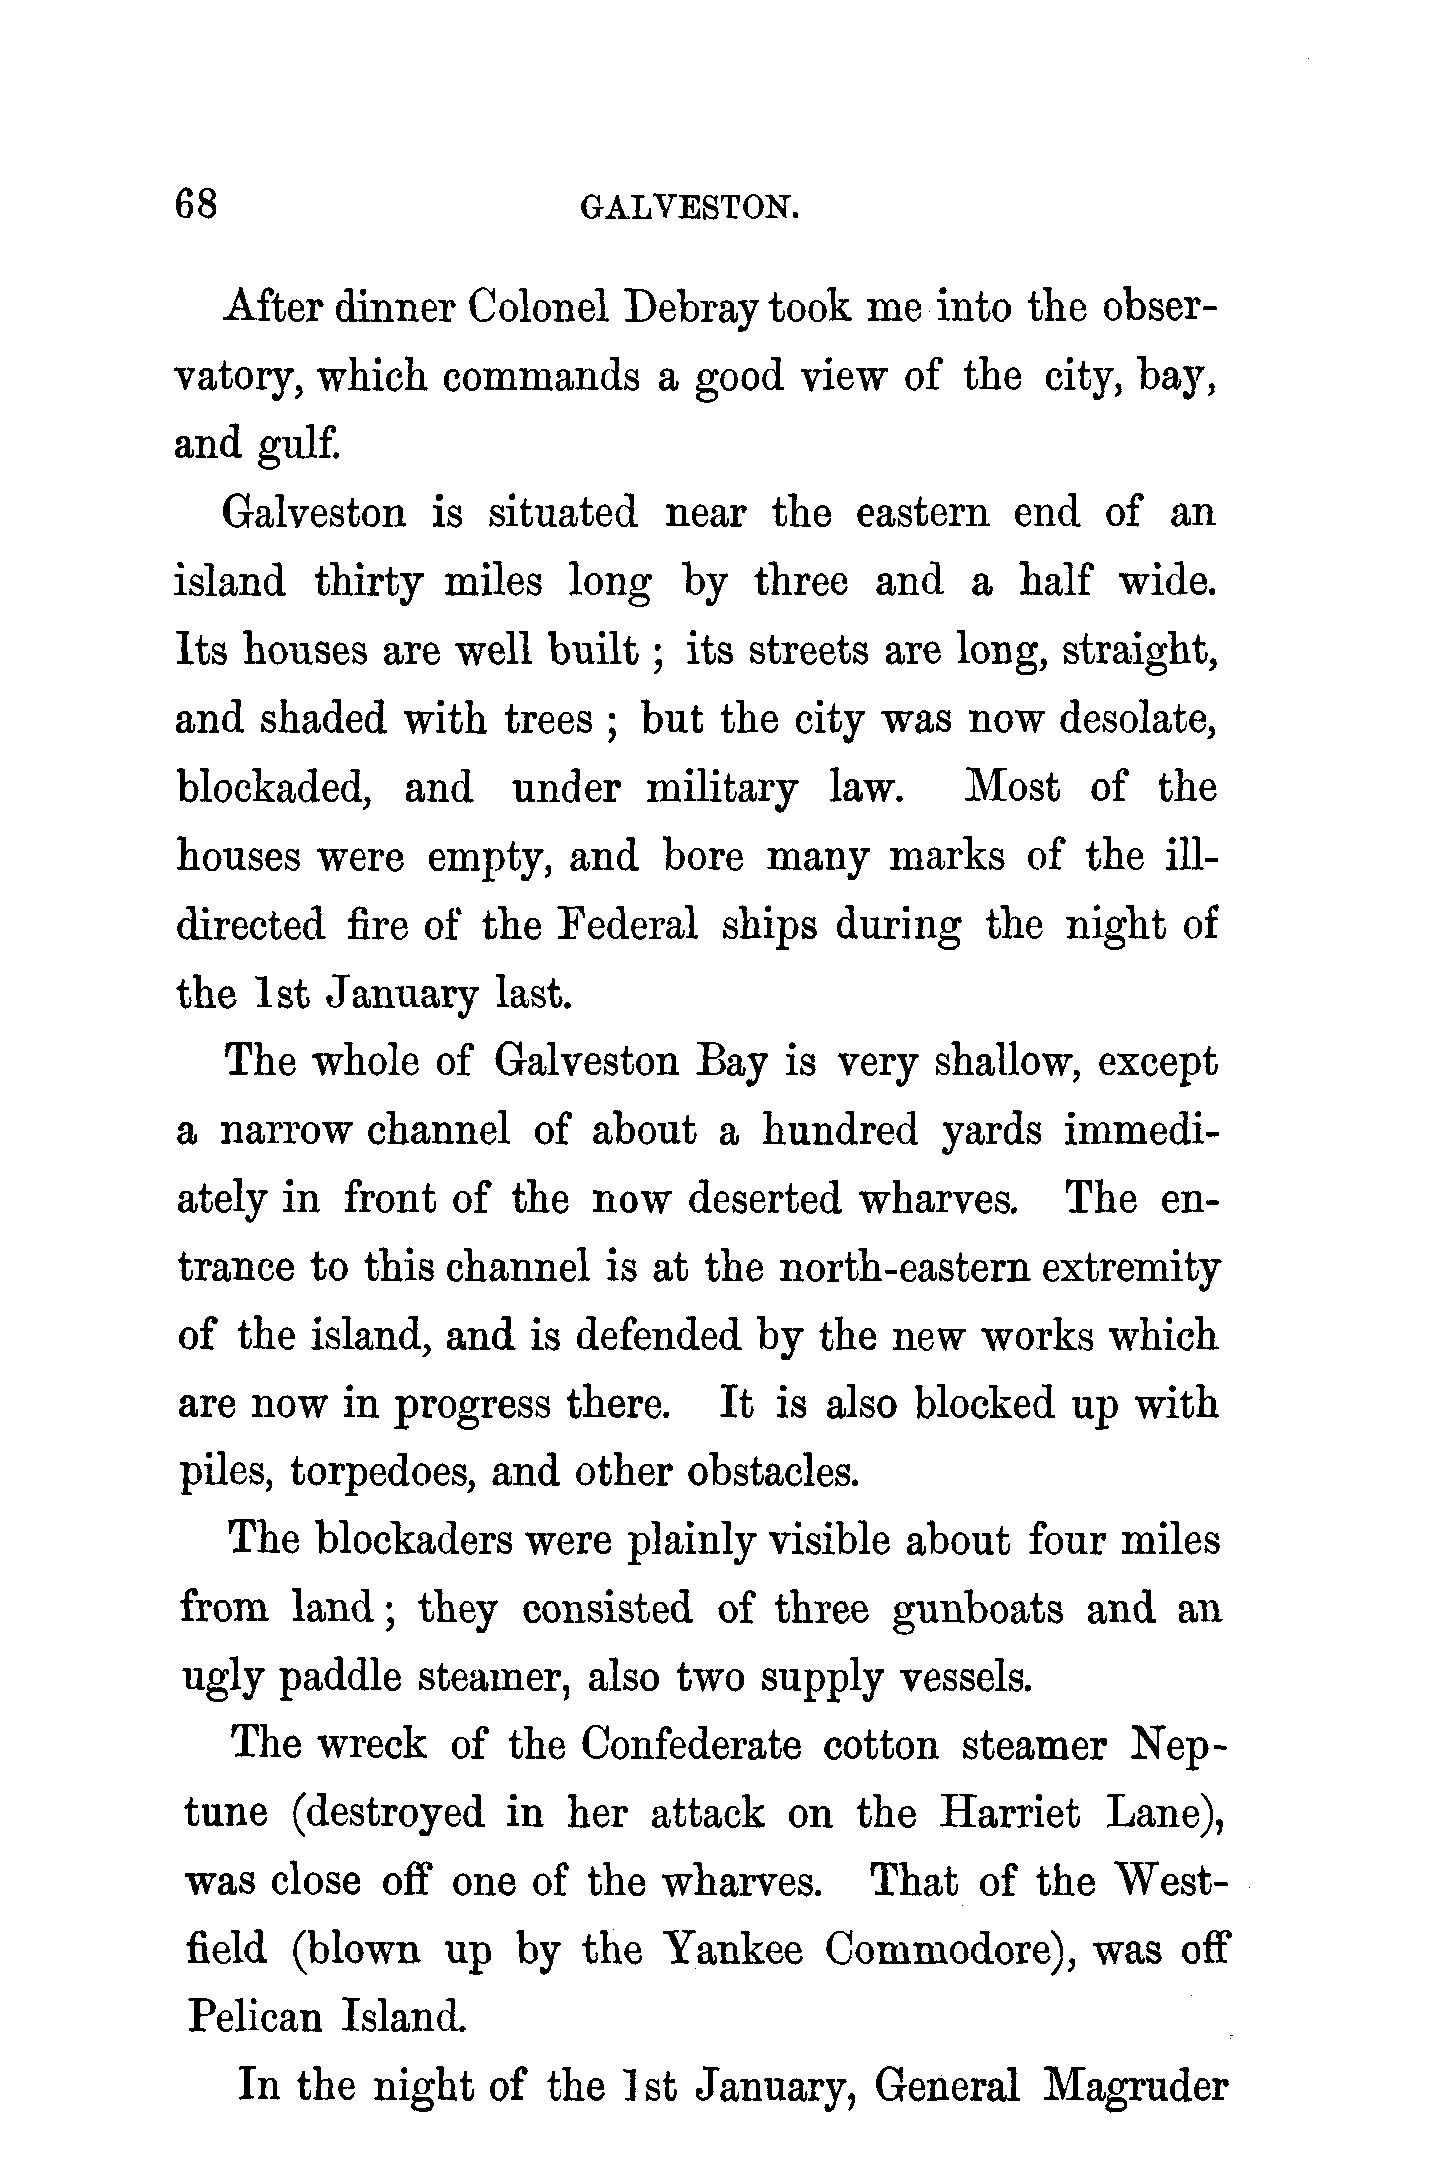 68 GALVESTON.
After dinner Colonel Debray took me into the obser-
vatory, which commands a good view of the city, bay,
and gulf.
Galveston is situated near the eastern end of an
island thirty miles long by three and a half wide.
Its houses are well built ; its streets are long, straight,
and shaded with trees ; but the city was now desolate,
blockaded, and under military law. Most of the
houses were empty, and bore many marks of the ill-
directed fire of the Federal ships during the night of
the 1st January last.
The whole of Galveston Bay is very shallow, except
a narrow channel of about a hundred yards immedi-
ately in front of the now deserted wharves. The en-
trance to this channel is at the north-eastern extremity
of the island, and is defended by the new works which
are now in progress there. It is also blocked up with
piles, torpedoes, and other obstacles.
The blockaders were plainly visible about four miles
from land ; they consisted of three gunboats and an
ugly paddle steamer, also two supply vessels.
The wreck of the Confederate cotton steamer Nep-
tune (destroyed in her attack on the Harriet Lane),
was close off one of the wharves. That of the West-
field (blown up by the Yankee Commodore), was off
Pelican Island.
In the night of the 1st January, General Magruder